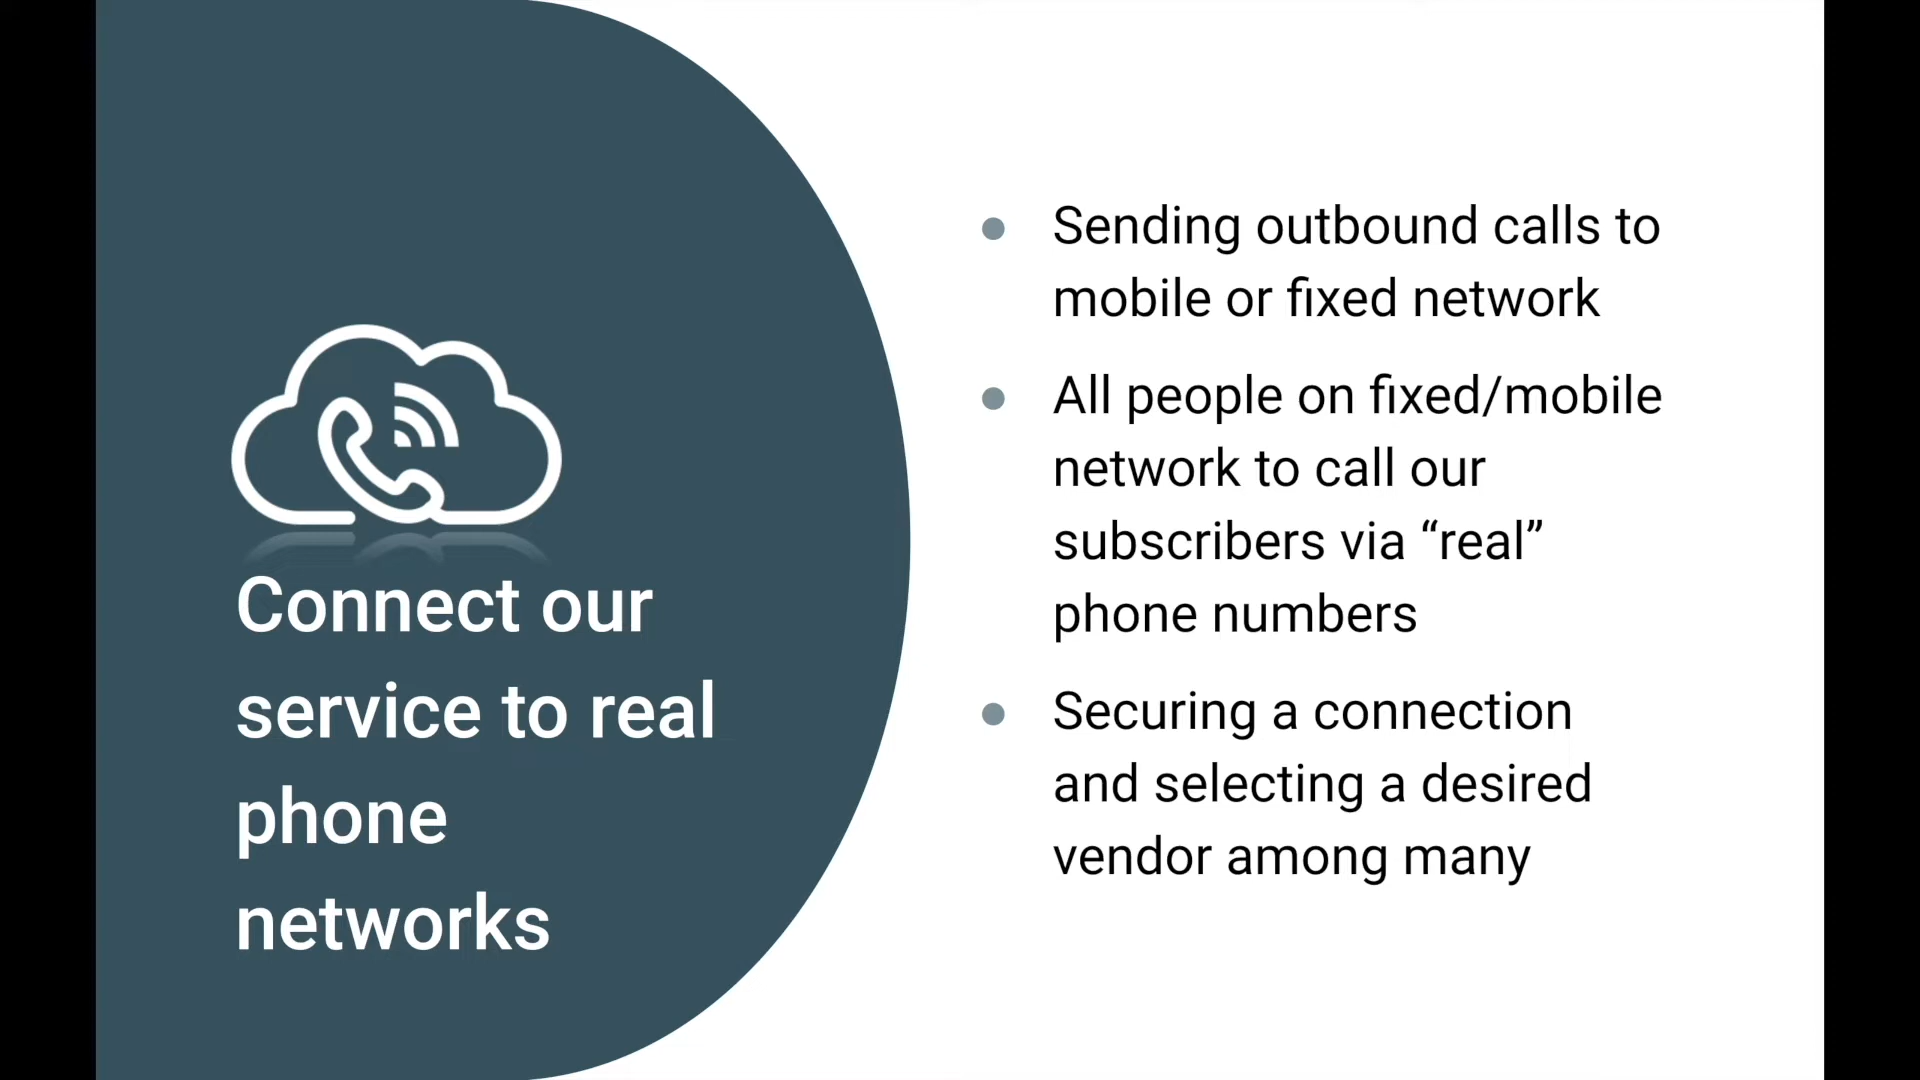 Connect our
service to real
phone
networks
Sending outbound calls to
mobile or fixed network
All people on fixed/mobile
network to call our
subscribers via “real”
phone numbers
Securing a connection
and selecting a desired
vendor among many